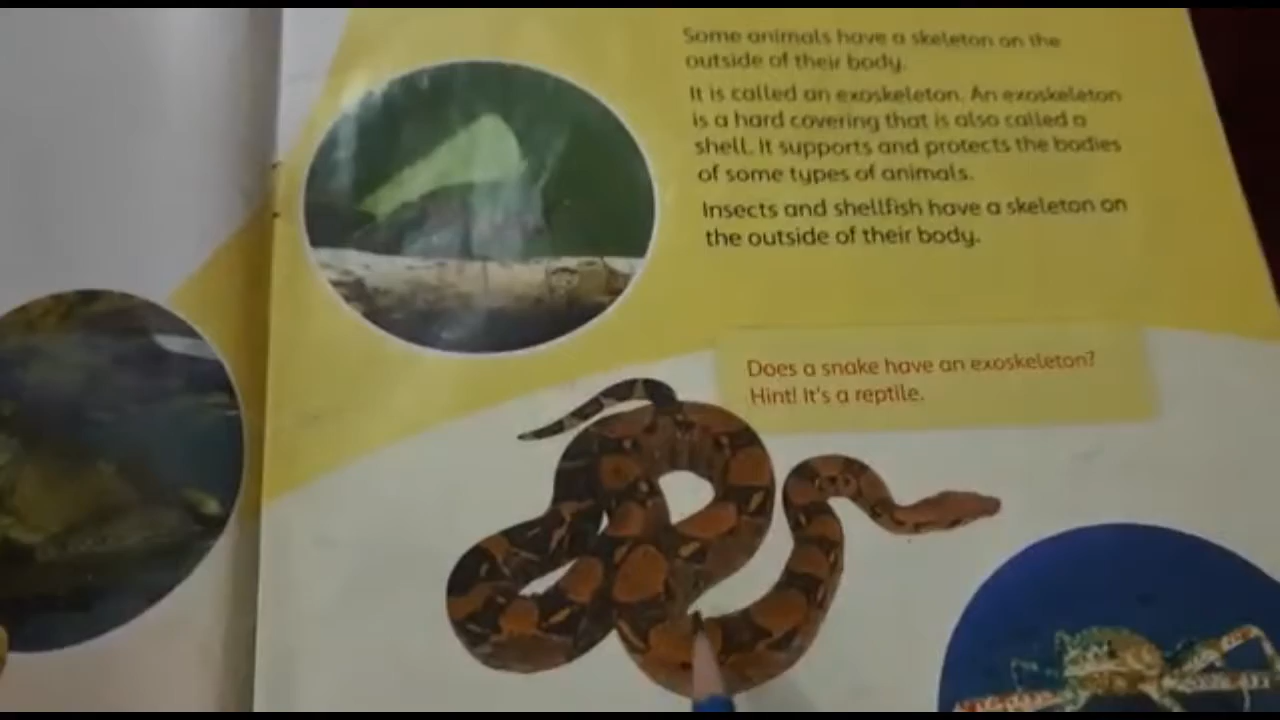 Some animals have a skeleton on the
outside of their body.
It is called an exoskeleton. An exoskeleton
is a hard covering that is also called a
shell. It supports and protects the bodies
of some types of animals.
Insects and shellfish have a skeleton on
the outside of their body.
Does a snake have an exoskeleton?
Hint! It's a reptile.